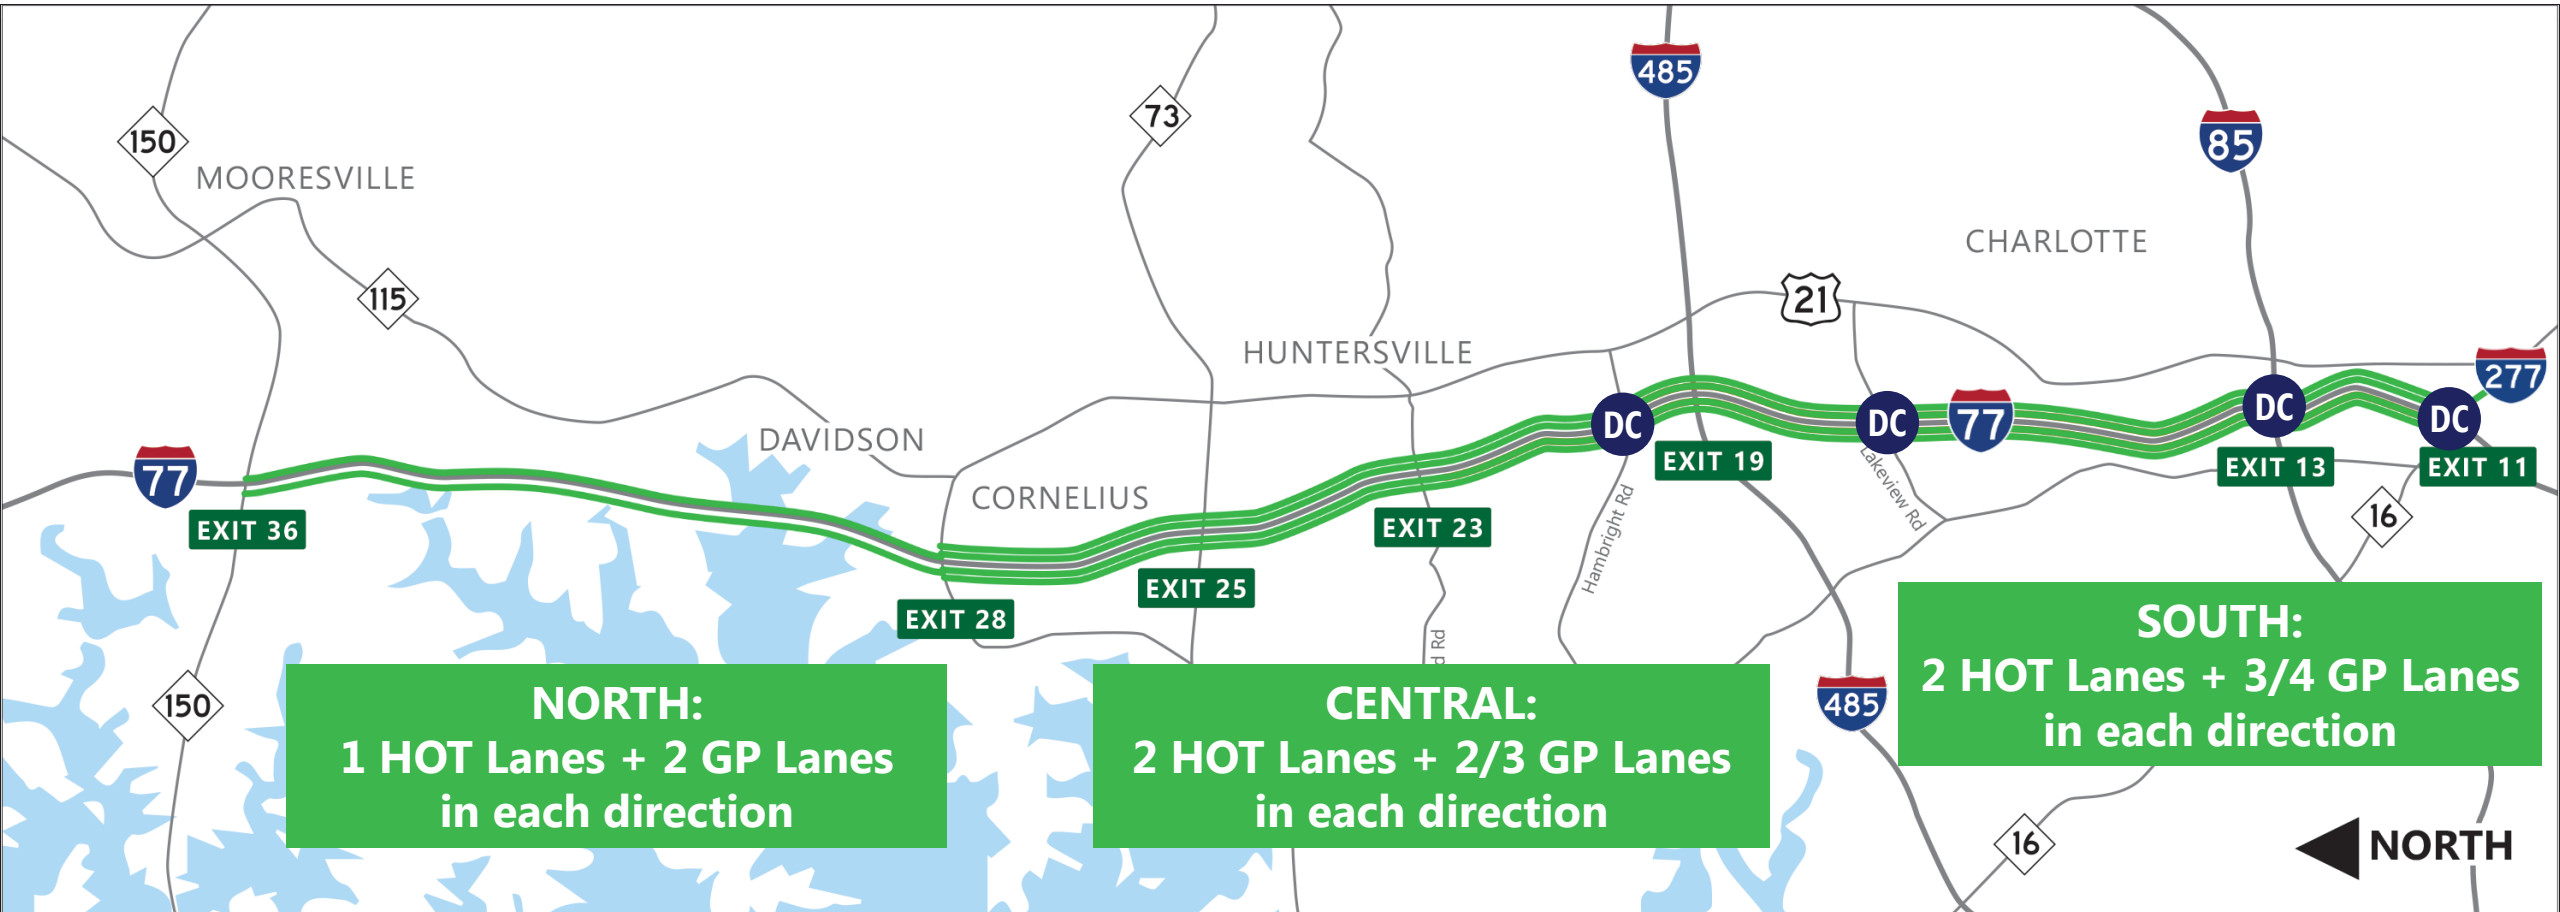 485
73
85
150
MOORESVILLE
CHARLOTTE
115
21
HUNTERSVILLE
277
DAVIDSON
DC
DC
77
DC
DC
77
EXIT 19
EXIT 13
EXIT 11
CORNELIUS
Lakeview Rd
EXIT 36
EXIT 23
Hambright Rd
16
EXIT 25
EXIT 28
d Rd
150
485
NORTH:
1 HOT Lanes + 2 GP Lanes
in each direction
CENTRAL:
2 HOT Lanes + 2/3 GP Lanes
in each direction
SOUTH:
2 HOT Lanes + 3/4 GP Lanes
in each direction
16
NORTH